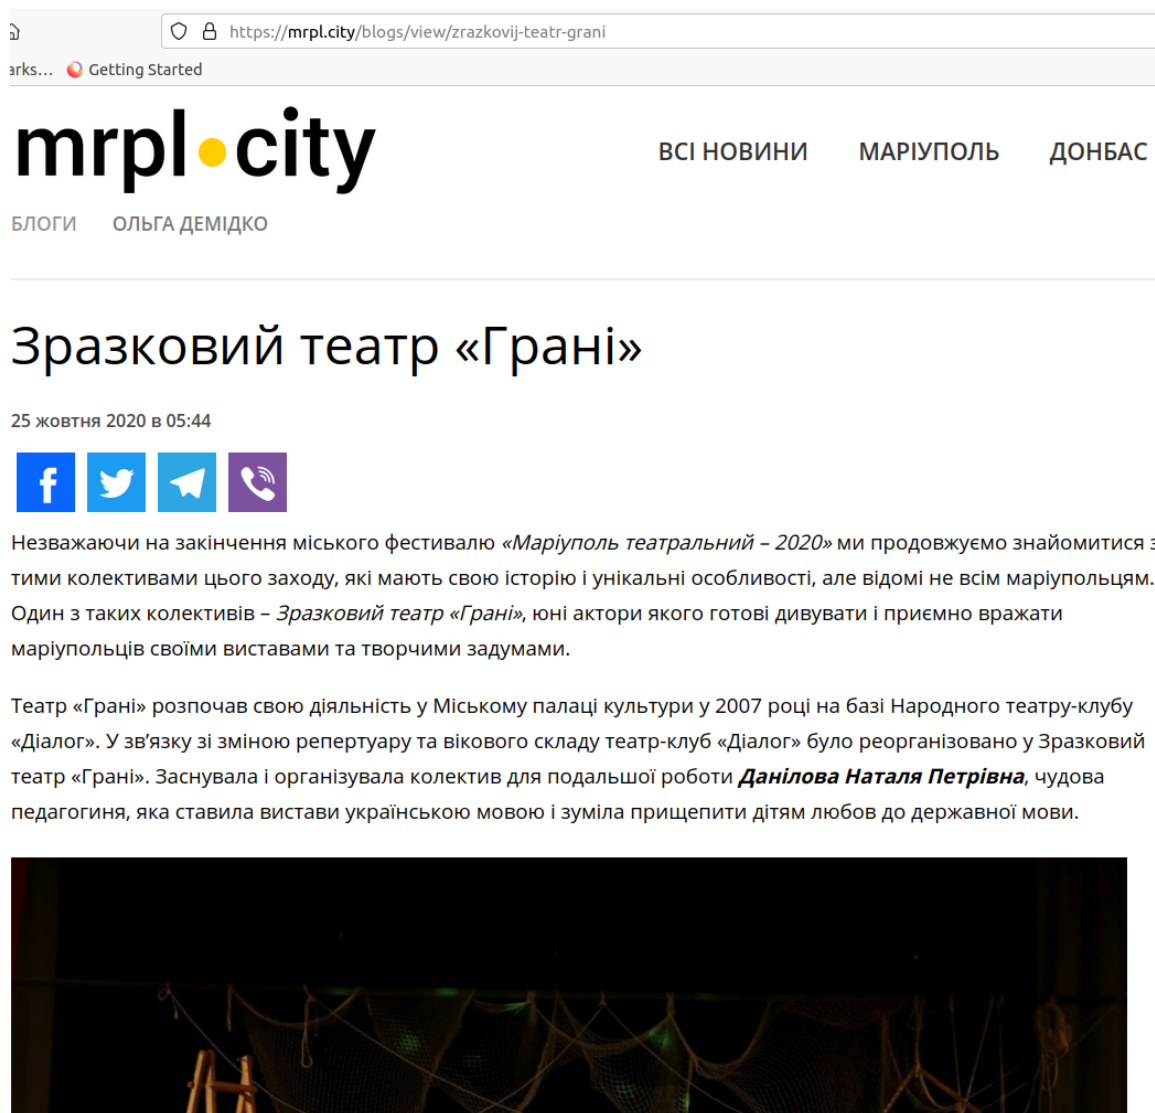 https://mrpl.city/blogs/view/zrazkovij-teatr-grani
arks… Getting Started
mrpl city
ВСІ НОВИНИ МАРІУПОЛЬ ДОНБАС
БЛОГИ ОЛЬГА ДЕМІДКО
Зразковий театр «Грані»
25 жовтня 2020 в 05:44
Незважаючи на закінчення міського фестивалю «Маріуполь театральний – 2020» ми продовжуємо знайомитися з
тими колективами цього заходу, які мають свою історію і унікальні особливості, але відомі не всім маріупольцям.
Один з таких колективів – Зразковий театр «Грані», юні актори якого готові дивувати і приємно вражати
маріупольців своїми виставами та творчими задумами.
Театр «Грані» розпочав свою діяльність у Міському палаці культури у 2007 році на базі Народного театру-клубу
«Діалог». У зв’язку зі зміною репертуару та вікового складу театр-клуб «Діалог» було реорганізовано у Зразковий
театр «Грані». Заснувала і організувала колектив для подальшої роботи Данілова Наталя Петрівна, чудова
педагогиня, яка ставила вистави українською мовою і зуміла прищепити дітям любов до державної мови.